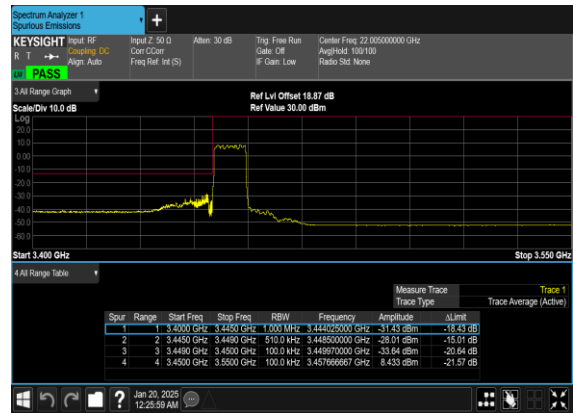 Spectrum Analyzer 1
Spurious Emissions
+
KEYSIGHT Input: RF Input Z: 50 Ω Atten: 30 dB Trig: Free Run Center Freq: 22.005000000 GHz
R T Coupling: DC Corr CCorr Gate: Off Avg|Hold: 100/100
Align: Auto Freq Ref: Int (S) IF Gain: Low Radio Std: None
LXI PASS
3 All Range Graph
Ref Lvl Offset 18.87 dB
Scale/Div 10.0 dB Ref Value 30.00 dBm
Log
20.0
10.0
0.00
-10.0
-20.0
-30.0
-40.0
-50.0
-60.0
Start 3.400 GHz Stop 3.550 GHz
4 All Range Table
Measure Trace Trace 1
Trace Type Trace Average (Active)
Spur Range Start Freq Stop Freq RBW Frequency Amplitude ΔLimit
1 1 3.4000 GHz 3.4450 GHz 1.000 MHz 3.444025000 GHz -31.43 dBm -18.43 dB
2 2 3.4450 GHz 3.4490 GHz 510.0 kHz 3.448500000 GHz -28.01 dBm -15.01 dB
3 3 3.4490 GHz 3.4500 GHz 100.0 kHz 3.449970000 GHz -33.64 dBm -20.64 dB
4 4 3.4500 GHz 3.5500 GHz 100.0 kHz 3.457666667 GHz 8.433 dBm -21.57 dB
?
Jan 20, 2025
12:25:59 AM